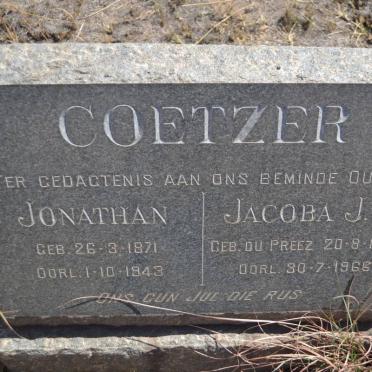 COETZER
TER GEDAGTENIS AAN ONS BEMINDE OU
JONATHAN
GEB. 26-3-1871
OORL. 1-10-1943
JACOBA J.
GEB. DU PREEZ 20-8-1
OORL. 30-7-1966
ONS GUN JUL DIE RUS